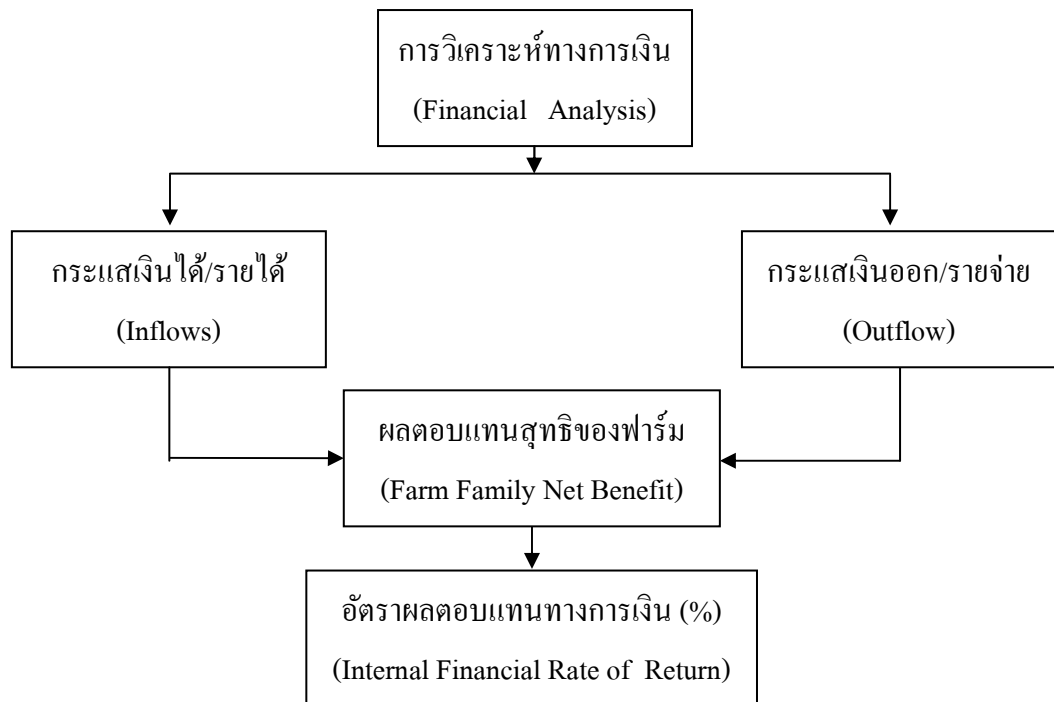 การวิเคราะห์ทางการเงิน
(Financial Analysis)
กระแสเงินได้/รายได้
(Inflows)
กระแสเงินออก/รายจ่าย
(Outflow)
ผลตอบแทนสุทธิของฟาร์ม
(Farm Family Net Benefit)
อัตราผลตอบแทนทางการเงิน (%)
(Internal Financial Rate of Return)